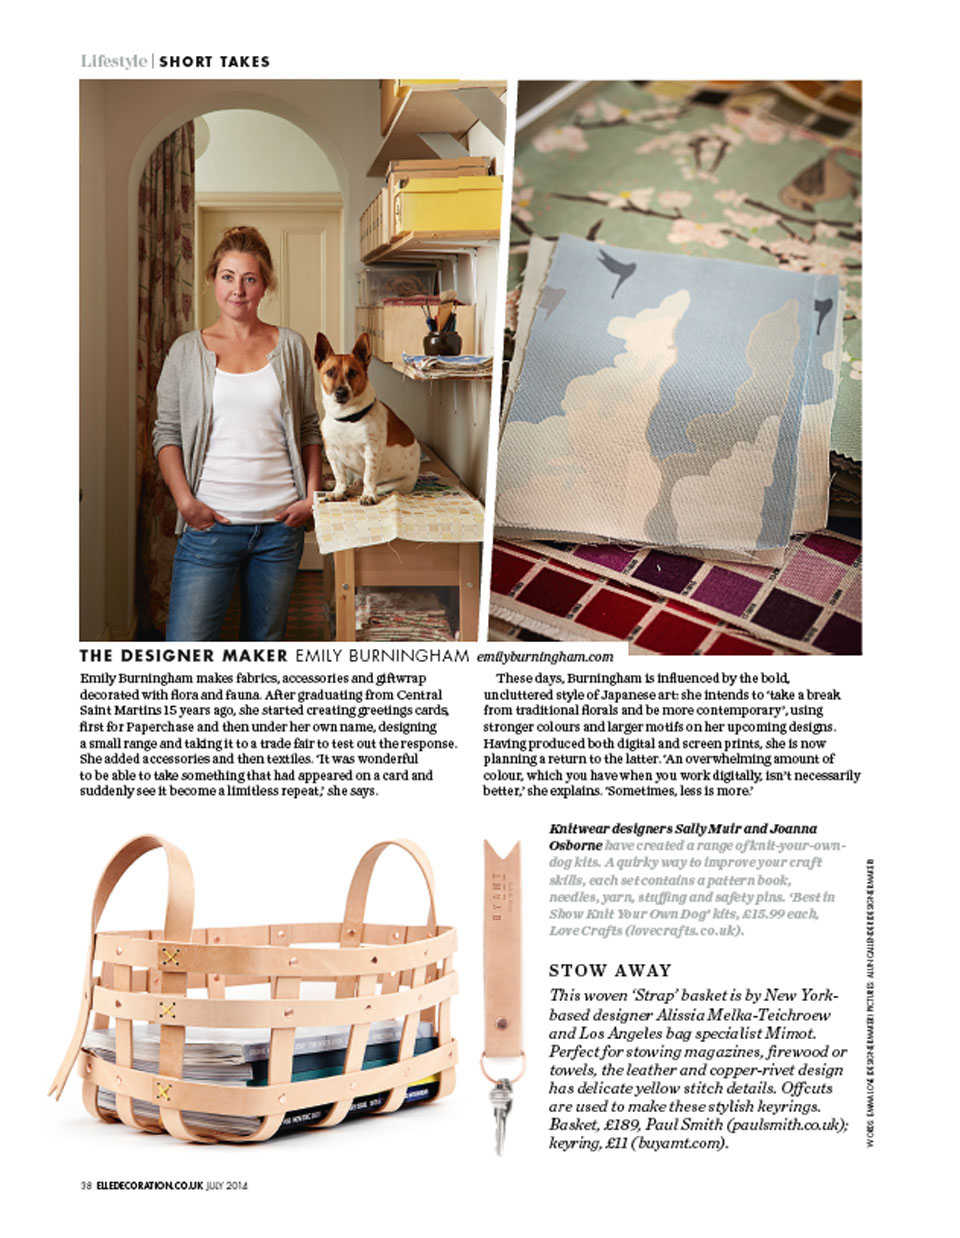 Lifestyle | SHORT TAKES
THE DESIGNER MAKER EMILY BURNINGHAM emilyburningham.com
Emily Burningham makes fabrics, accessories and giftwrap
decorated with flora and fauna. After graduating from Central
Saint Martins 15 years ago, she started creating greetings cards,
first for Paperchase and then under her own name, designing
a small range and taking it to a trade fair to test out the response.
She added accessories and then textiles. ‘It was wonderful
to be able to take something that had appeared on a card and
suddenly see it become a limitless repeat,’ she says.
These days, Burningham is influenced by the bold,
uncluttered style of Japanese art: she intends to ‘take a break
from traditional florals and be more contemporary’, using
stronger colours and larger motifs on her upcoming designs.
Having produced both digital and screen prints, she is now
planning a return to the latter. ‘An overwhelming amount of
colour, which you have when you work digitally, isn’t necessarily
better,’ she explains. ‘Sometimes, less is more.’
Knitwear designers Sally Muir and Joanna
Osborne have created a range of knit-your-own-
dog kits. A quirky way to improve your craft
skills, each set contains a pattern book,
needles, yarn, stuffing and safety pins. ‘Best in
Show Knit Your Own Dog’ kits, £15.99 each,
Love Crafts (lovecrafts.co.uk).
BYAMT
STOW AWAY
This woven ‘Strap’ basket is by New York-
based designer Alissia Melka-Teichroew
and Los Angeles bag specialist Mimot.
Perfect for stowing magazines, firewood or
towels, the leather and copper-rivet design
has delicate yellow stitch details. Offcuts
are used to make these stylish keyrings.
Basket, £189, Paul Smith (paulsmith.co.uk);
keyring, £11 (buyamt.com).
WORDS: EMMA LOVE (DESIGNER MAKER) PICTURES: ALUN CALLENDER (DESIGNER MAKER)
38 ELLEDECORATION.CO.UK JULY 2014